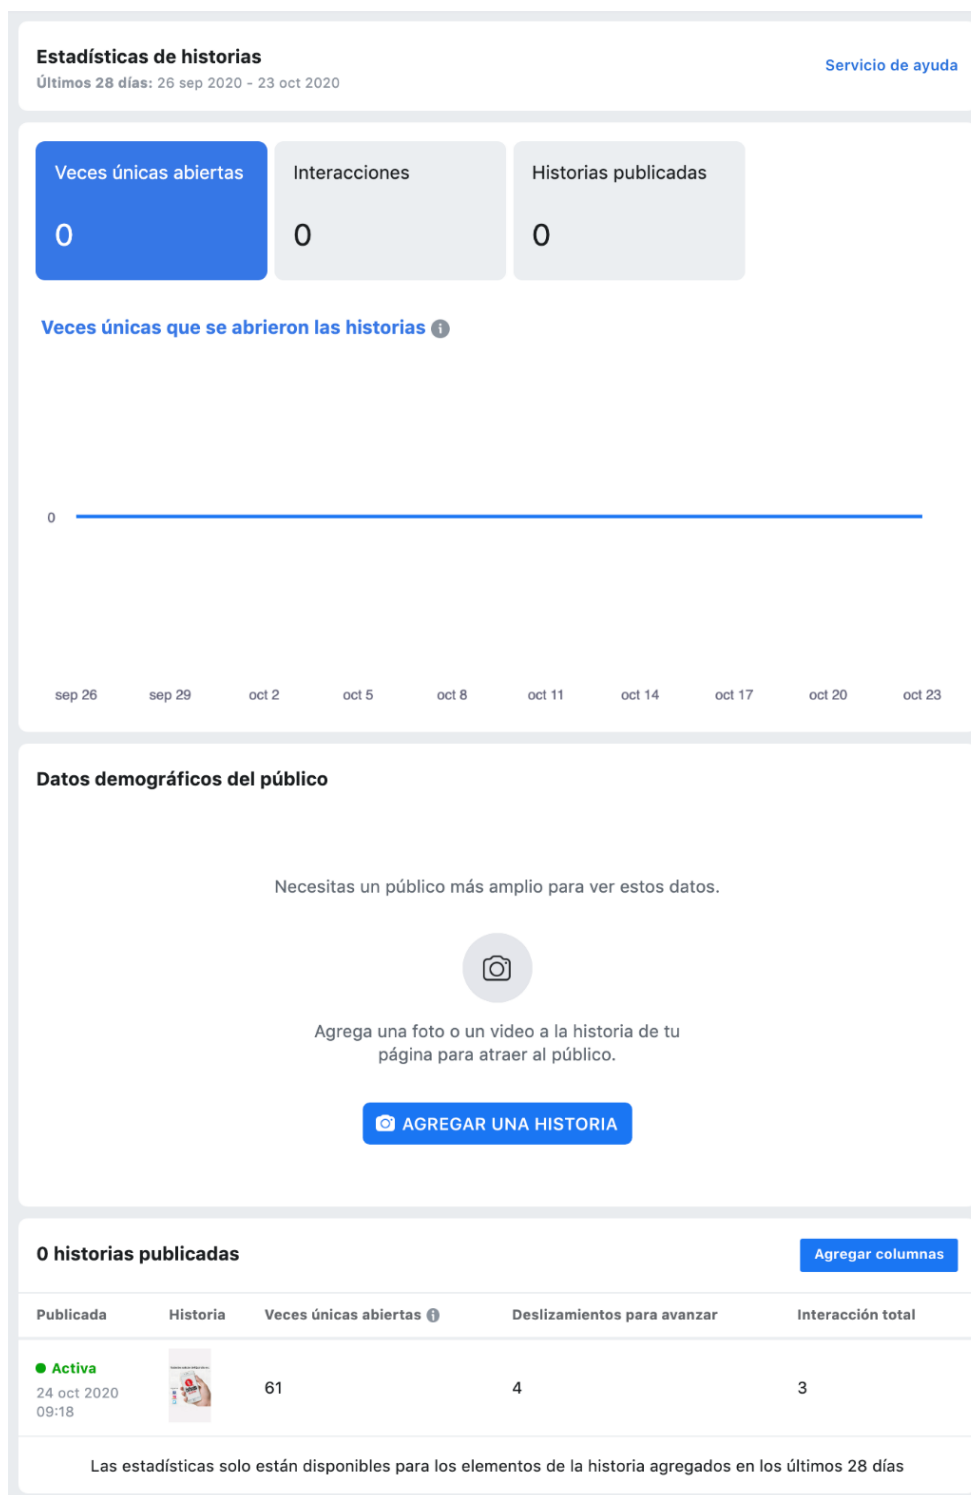 Estadísticas de historias
Últimos 28 días: 26 sep 2020 - 23 oct 2020
Servicio de ayuda
Veces únicas abiertas
0
Interacciones
0
Historias publicadas
0
Veces únicas que se abrieron las historias
0
sep 26 sep 29 oct 2 oct 5 oct 8 oct 11 oct 14 oct 17 oct 20 oct 23
Datos demográficos del público
Necesitas un público más amplio para ver estos datos.
Agrega una foto o un video a la historia de tu
página para atraer al público.
AGREGAR UNA HISTORIA
0 historias publicadas
Agregar columnas
Publicada Historia Veces únicas abiertas Deslizamientos para avanzar Interacción total
Activa
24 oct 2020
09:18
61 4 3
Las estadísticas solo están disponibles para los elementos de la historia agregados en los últimos 28 días